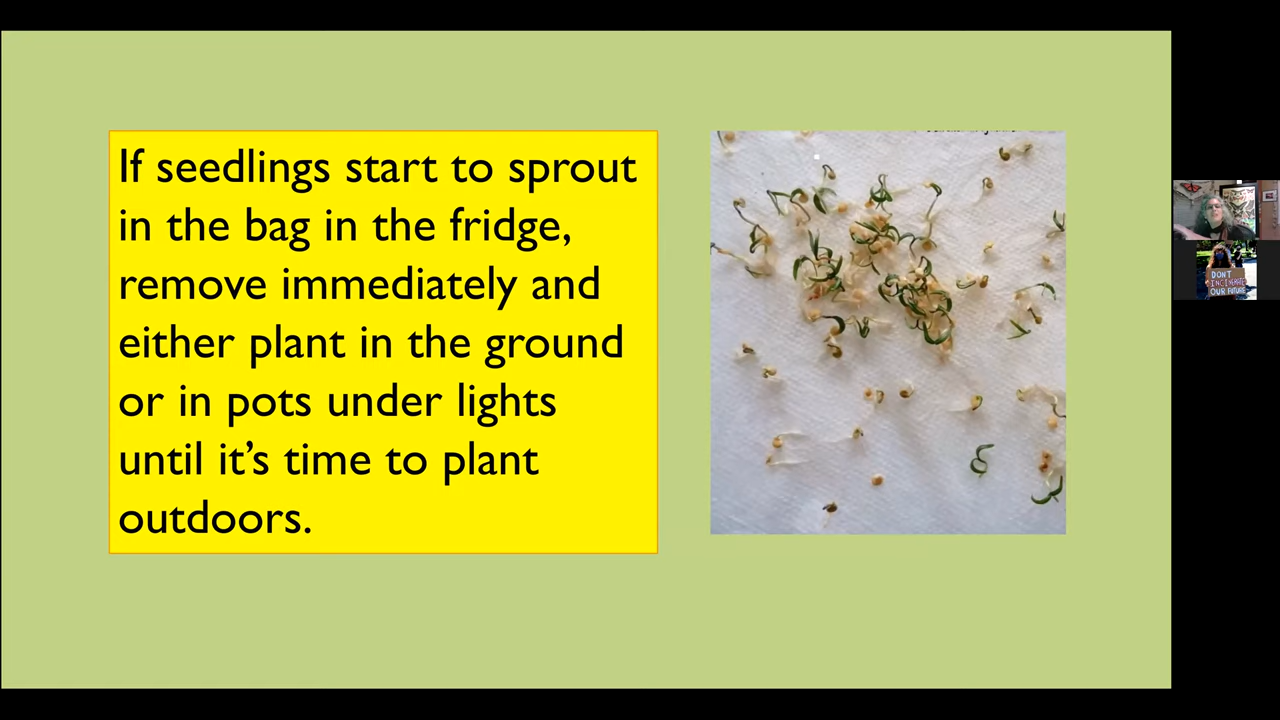 If seedlings start to sprout
in the bag in the fridge,
remove immediately and
either plant in the ground
or in pots under lights
until it's time to plant
outdoors.
DON'T
INCINERATE
OUR FUTURE